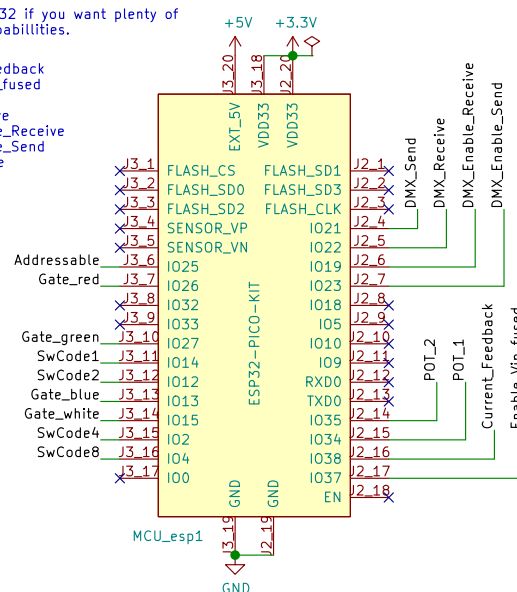 32 if you want plenty of
pabillities.
edback
_fused
ve
e_Receive
e_Send
e
+5V
+3.3V
J3_20
J3_18
J2_20
EXT_5V
VDD33
VDD33
J3_1 FLASH_CS FLASH_SD1 J2_1
J3_2 FLASH_SD0 FLASH_SD3 J2_2
J3_3 FLASH_SD2 FLASH_CLK J2_3
J3_4 SENSOR_VP IO21 J2_4
J3_5 SENSOR_VN IO22 J2_5
Addressable J3_6 IO25 IO19 J2_6
Gate_red J3_7 IO26 IO23 J2_7
J3_8 IO32 IO18 J2_8
J3_9 IO33 IO5 J2_9
Gate_green J3_10 IO27 IO10 J2_10
SwCode1 J3_11 IO14 IO9 J2_11
SwCode2 J3_12 IO12 RXD0 J2_12
Gate_blue J3_13 IO13 TXD0 J2_13
Gate_white J3_14 IO15 IO35 J2_14
SwCode4 J3_15 IO2 IO34 J2_15
SwCode8 J3_16 IO4 IO38 J2_16
J3_17 IO0 IO37 J2_17
EN J2_18
ESP32-PICO-KIT
DMX_Send
DMX_Receive
DMX_Enable_Receive
DMX_Enable_Send
POT_2
POT_1
Current_Feedback
Enable_Vin_fused
GND
GND
J3_19
J2_19
MCU_esp1
GND